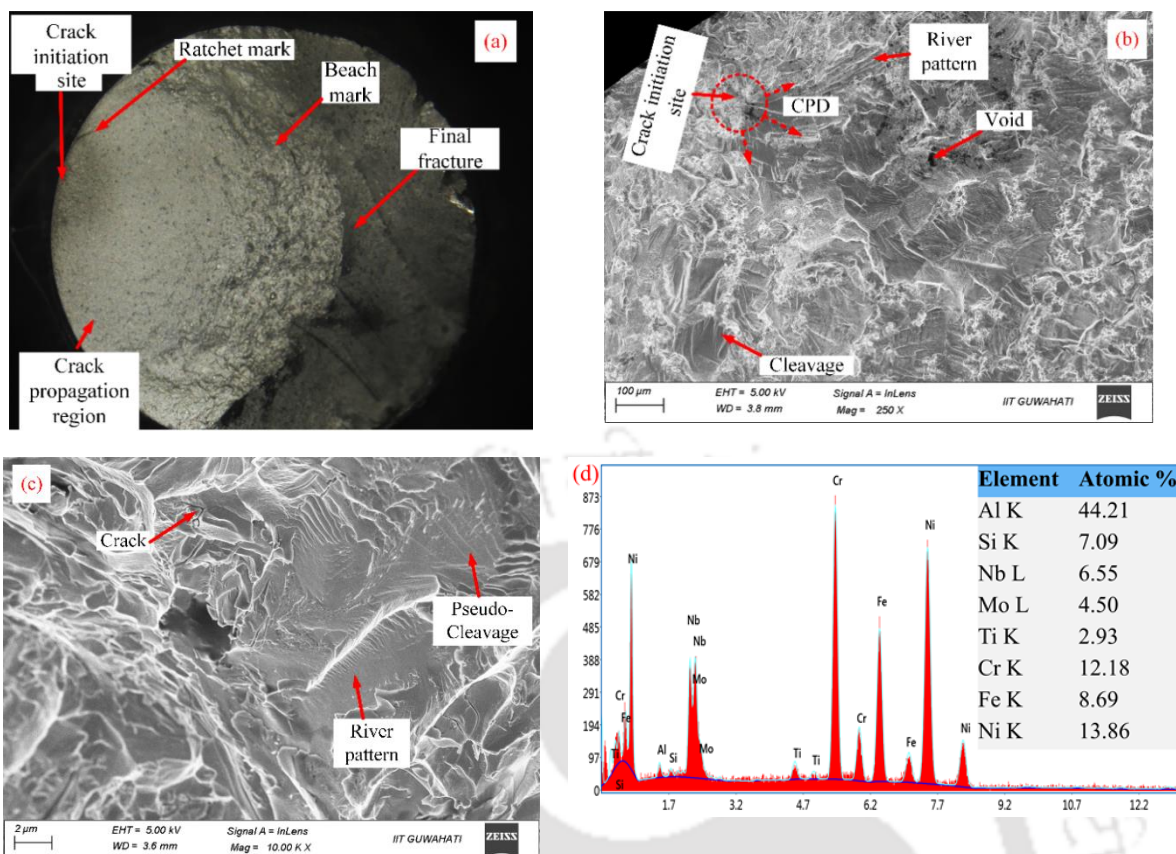 (a)
Crack
initiation
site
Ratchet mark
Beach
mark
Final
fracture
Crack
propagation
region
(b)
River
pattern
Crack initiation
site
CPD
Void
Cleavage
100 µm
EHT = 5.00 kV
WD = 3.8 mm
Signal A = InLens
Mag = 250 X
IIT GUWAHATI
ZEISS
(c)
Crack
Pseudo-
Cleavage
River
pattern
2 µm
EHT = 5.00 kV
WD = 3.6 mm
Signal A = InLens
Mag = 10.00 K X
IIT GUWAHATI
ZEISS
(d)
873
776
679
582
485
388
291
194
97
0
Cr
Fe
Ni
Si
Al
Si
Nb
Nb
Mo
Mo
Ti
Ti
Cr
Cr
Fe
Fe
Ni
Ni
1.7
3.2
4.7
6.2
7.7
9.2
10.7
12.2
Element Atomic %
Al K 44.21
Si K 7.09
Nb L 6.55
Mo L 4.50
Ti K 2.93
Cr K 12.18
Fe K 8.69
Ni K 13.86